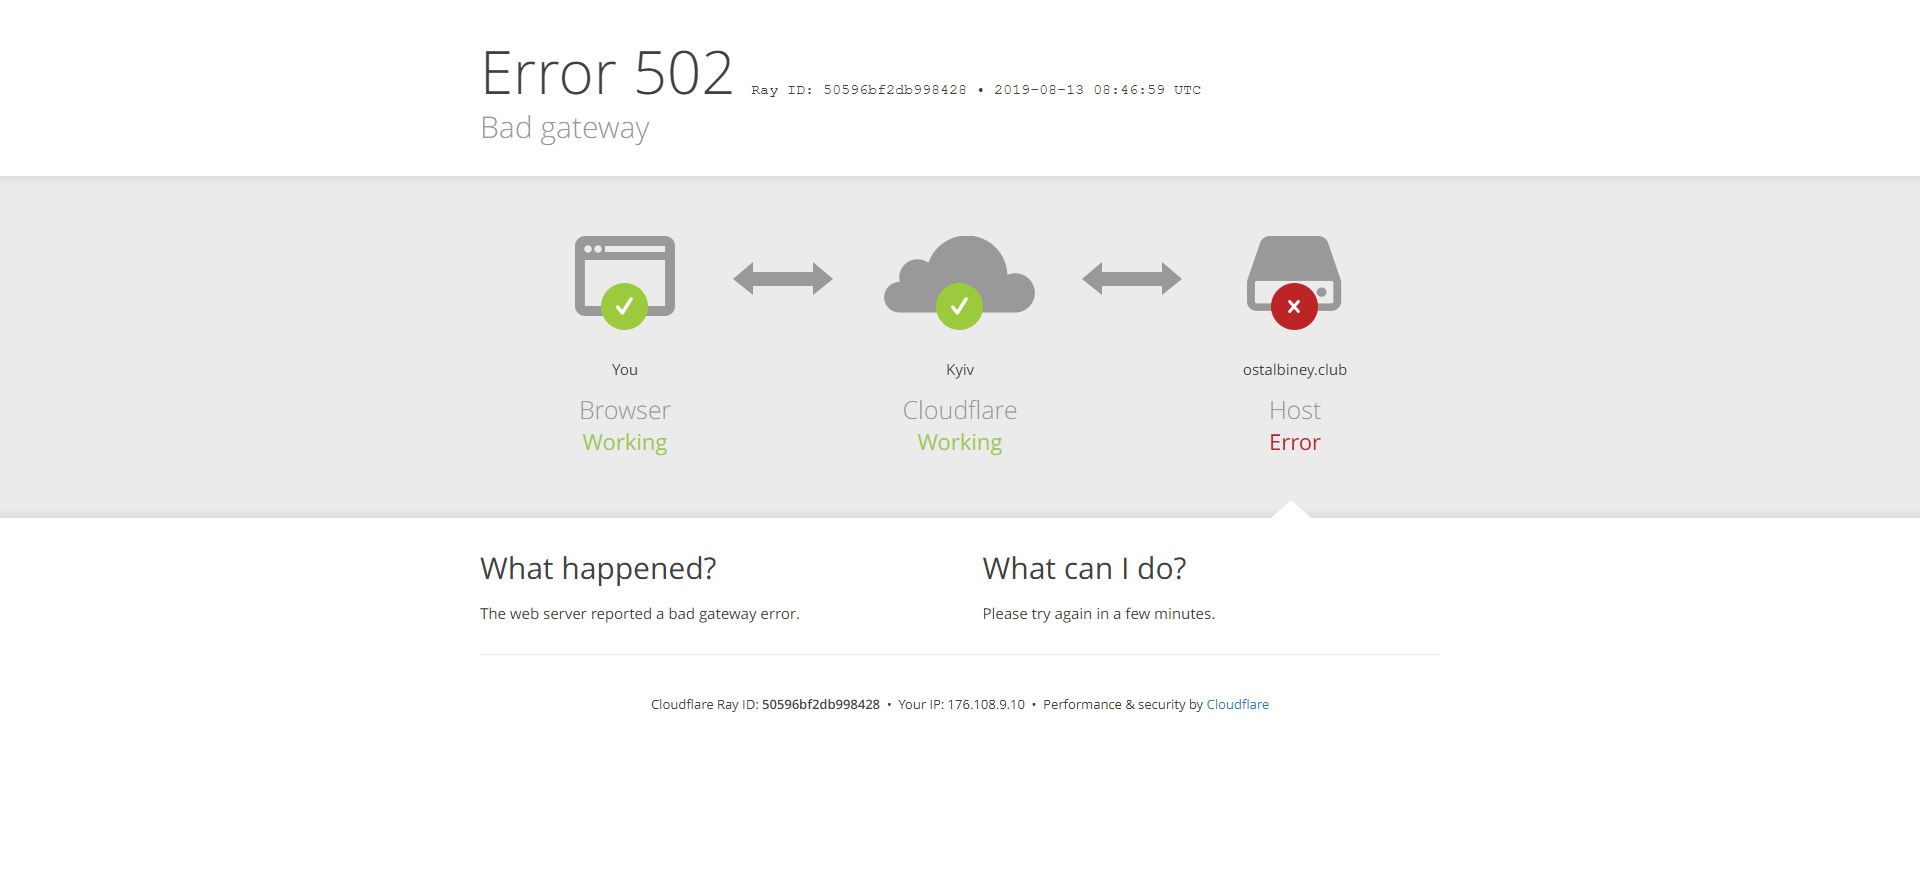 Error 502 Ray ID: 50596bf2db998428 • 2019-08-13 08:46:59 UTC
Bad gateway
You
Browser
Working
Kyiv
Cloudflare
Working
ostalbiney.club
Host
Error
What happened?
The web server reported a bad gateway error.
What can I do?
Please try again in a few minutes.
Cloudflare Ray ID: 50596bf2db998428 • Your IP: 176.108.9.10 • Performance & security by Cloudflare